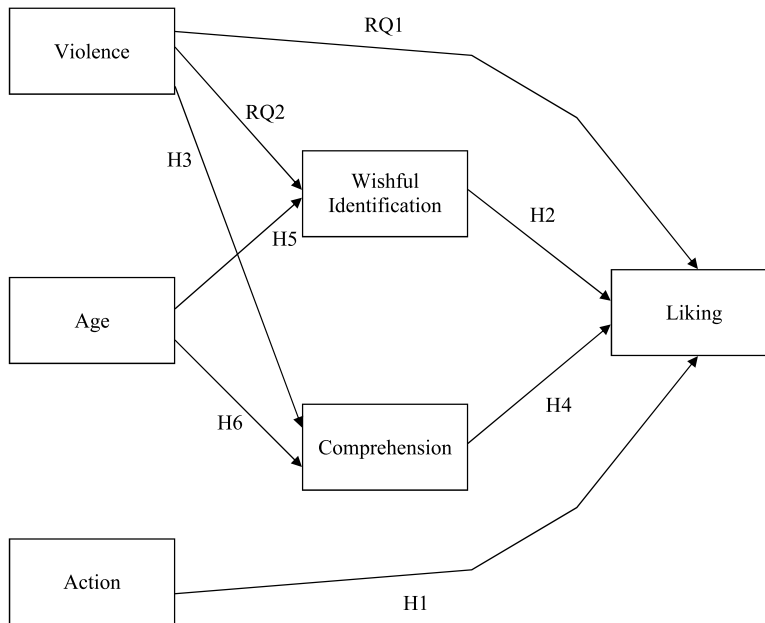 RQ1
Violence
RQ2
H3
Wishful
Identification
H2
H5
Age
Liking
H6
H4
Comprehension
Action
H1